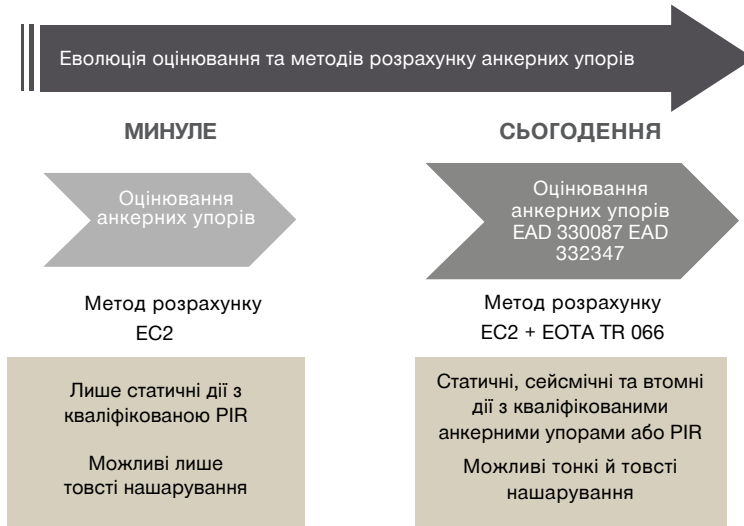 Еволюція оцінювання та методів розрахунку анкерних упорів
МИНУЛЕ
Оцінювання
анкерних упорів
Метод розрахунку
EC2
Лише статичні дії з
кваліфікованою PIR
Можливі лише
товсті нашарування
СЬОГОДЕННЯ
Оцінювання
анкерних упорів
EAD 330087 EAD
332347
Метод розрахунку
EC2 + EOTA TR 066
Статичні, сейсмічні та втомні
дії з кваліфікованими
анкерними упорами або PIR
Можливі тонкі й товсті
нашарування